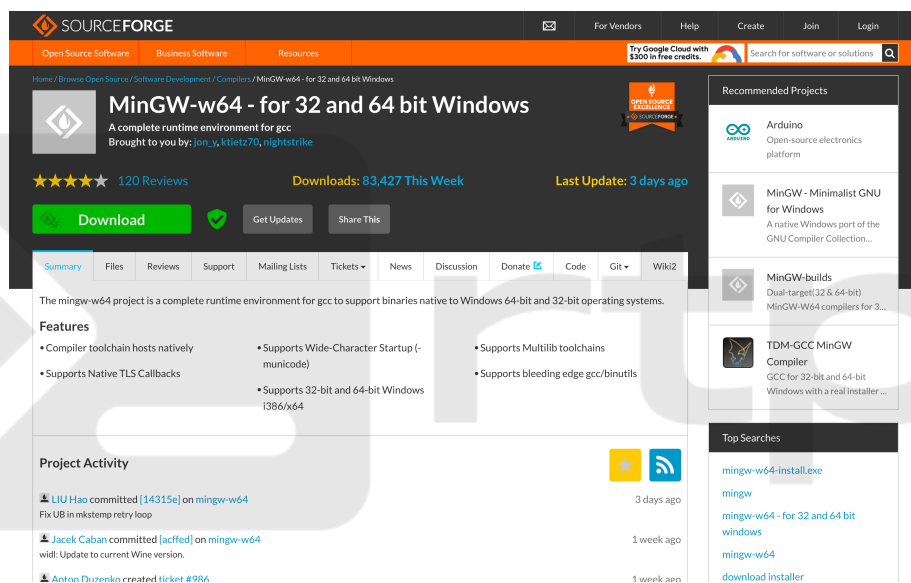 SOURCEFORGE
For Vendors
Help
Create
Join
Login
Open Source Software
Business Software
Resources
Try Google Cloud with
$300 in free credits.
Search for software or solutions
Home / Browse Open Source / Software Development / Compilers / MinGW-w64 - for 32 and 64 bit Windows
MinGW-w64 - for 32 and 64 bit Windows
A complete runtime environment for gcc
Brought to you by: jon_y, ktietz70, nightstrike
OPEN SOURCE
EXCELLENCE
SOURCEFORGE
120 Reviews
Downloads: 83,427 This Week
Last Update: 3 days ago
Download
Get Updates
Share This
Summary
Files
Reviews
Support
Mailing Lists
Tickets
News
Discussion
Donate
Code
Git
Wiki2
The mingw-w64 project is a complete runtime environment for gcc to support binaries native to Windows 64-bit and 32-bit operating systems.
Features
• Compiler toolchain hosts natively
• Supports Native TLS Callbacks
• Supports Wide-Character Startup (-
municode)
• Supports 32-bit and 64-bit Windows
i386/x64
• Supports Multilib toolchains
• Supports bleeding edge gcc/binutils
Project Activity
LIU Hao committed [14315e] on mingw-w64
3 days ago
Fix UB in mkstemp retry loop
Jacek Caban committed [acffed] on mingw-w64
1 week ago
widl: Update to current Wine version.
Anton Duzenko created ticket #986
1 week ago
Recommended Projects
ARDUINO
Arduino
Open-source electronics
platform
MinGW - Minimalist GNU
for Windows
A native Windows port of the
GNU Compiler Collection...
MinGW-builds
Dual-target(32 & 64-bit)
MinGW-W64 compilers for 3...
TDM-GCC MinGW
Compiler
GCC for 32-bit and 64-bit
Windows with a real installer ...
Top Searches
mingw-w64-install.exe
mingw
mingw-w64 - for 32 and 64 bit
windows
mingw-w64
download installer
rtp